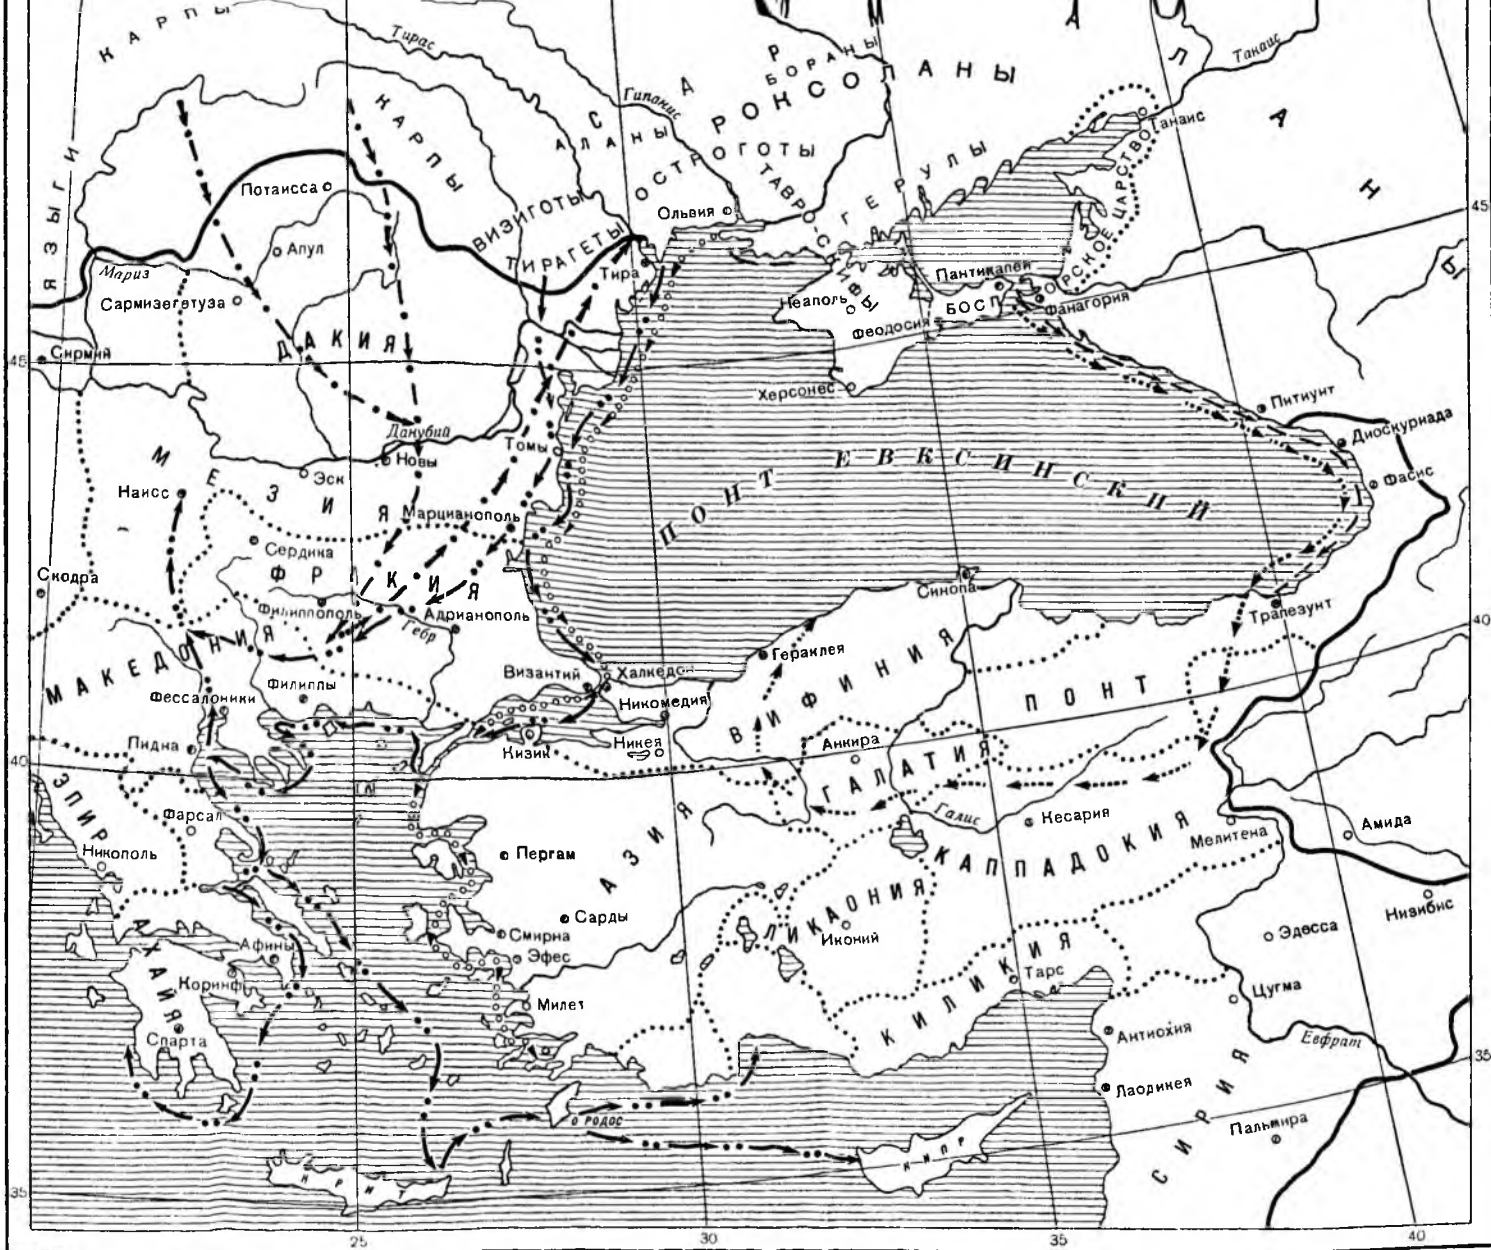 КАРПЫ
Тирас
САРМА
БОРАНЫ
РОКСОЛАНЫ
АЛАНЫ
Танаис
Гипанис
АЛАНЫ
ОСТРОГОТЫ
Танаис
КАРПЫ
ЯЗЫГИ
ВИЗИГОТЫ
ТИРАГЕТЫ
ТАВРО-СКИФЫ
ГЕРУЛЫ
БОСПОРСКОЕ ЦАРСТВО
45
Потаисса
Ольвия
Апул
Тира
Мариз
Сармизегетуза
Пантикапей
Неаполь
Фанагория
Феодосия
Херсонес
ДАКИЯ
Сирмий
45
Питиунт
Диоскуриада
Фасис
Данубий
Новы
Томы
Эск
МЕЗИЯ
Наисс
Марцианополь
ПОНТ ЕВКСИНСКИЙ
Сердика
ФРАКИЯ
Скодра
Филиппополь
Адрианополь
Гебр
Синопа
Трапезунт
40
МАКЕДОНИЯ
Гераклея
Византий
Халкедон
Филиппы
Фессалоники
Никомедия
ВИФИНИЯ
ПОНТ
Пидна
Кизик
Никея
Анкира
40
ГАЛАТИЯ
ЭПИР
Галис
Кесария
Фарсал
Никополь
Пергам
АЗИЯ
КАППАДОКИЯ
Мелитена
Амида
Низибис
ЛИКАОНИЯ
Сарды
Смирна
Иконий
Эдесса
АХАЙЯ
Афины
Эфес
КИЛИКИЯ
Тарс
Коринф
Милет
Цугма
Спарта
Антиохия
Евфрат
35
Лаодикея
СИРИЯ
О РОДОС
Пальмира
КИПР
КРИТ
35
25
30
35
40